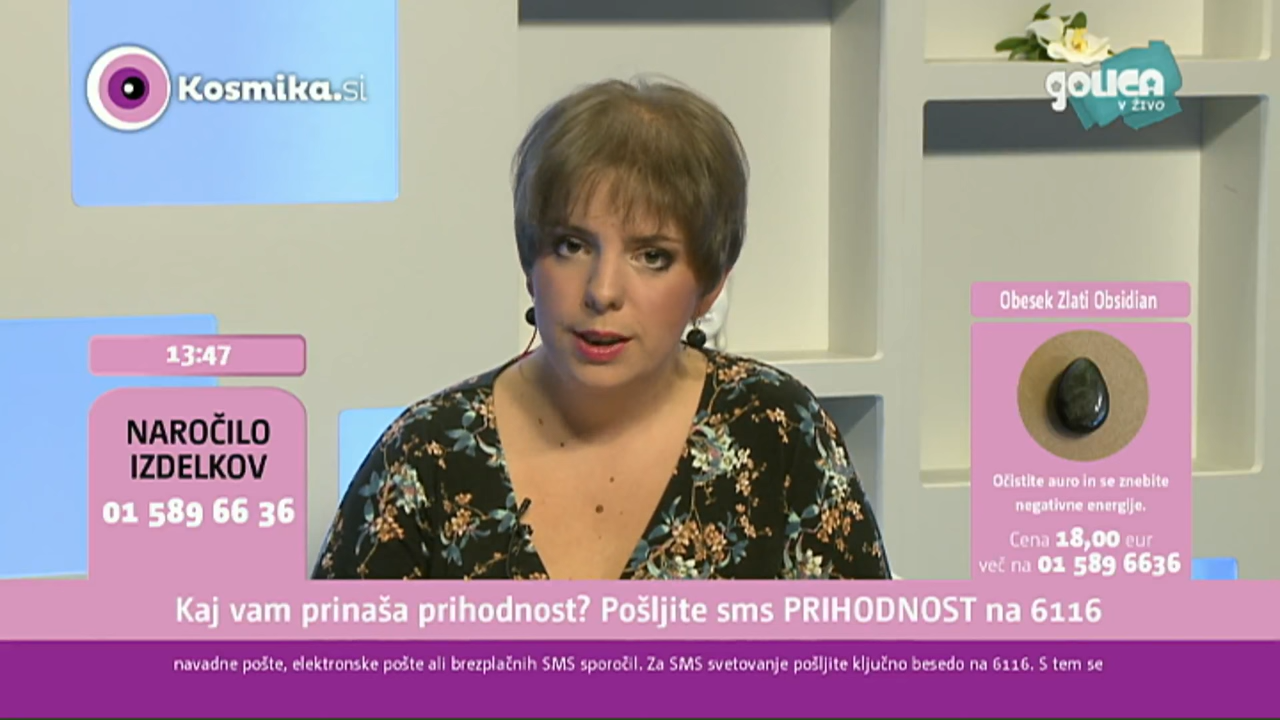 Kosmika.si
GOLICA
V ŽIVO
Obesek Zlati Obsidian
13:47
NAROČILO
IZDELKOV
01 589 66 36
Očistite auro in se znebite
negativne energije.
Cena 18,00 eur
več na 01 589 6636
Kaj vam prinaša prihodnost? Pošljite sms PRIHODNOST na 6116
navadne pošte, elektronske pošte ali brezplačnih SMS sporočil. Za SMS svetovanje pošljite ključno besedo na 6116. S tem se